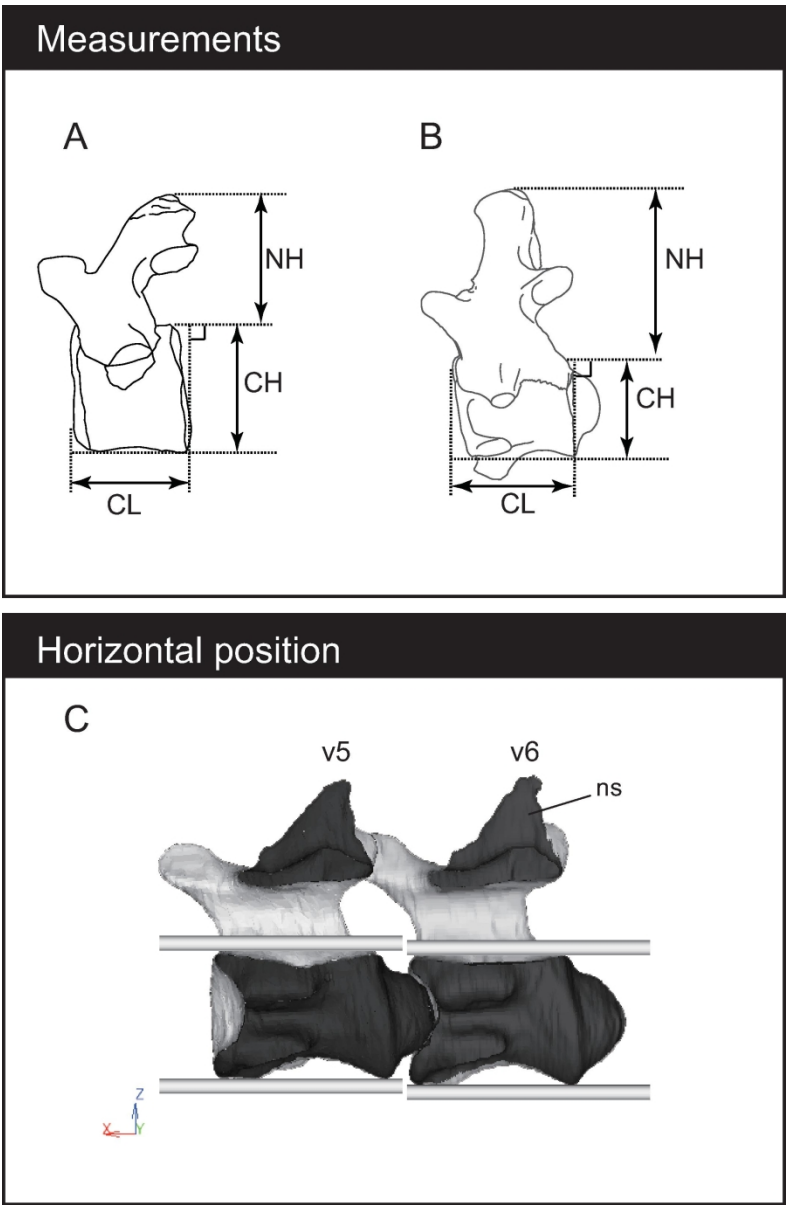 Measurements
A
B
NH
NH
CH
CH
CL
CL
Horizontal position
C
v5
v6
ns
Z
X
Y